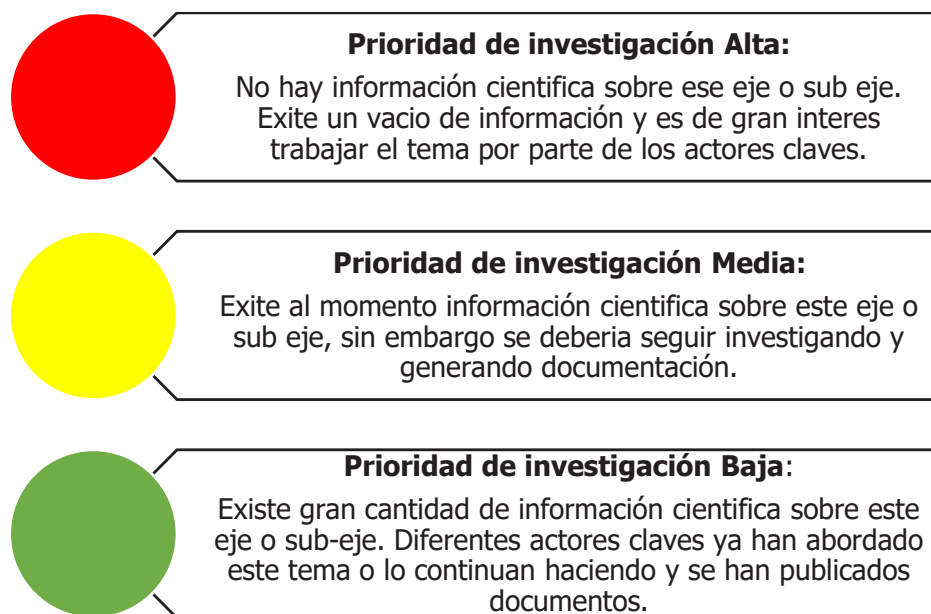 Prioridad de investigación Alta:
No hay información cientifica sobre ese eje o sub eje.
Exite un vacio de información y es de gran interes
trabajar el tema por parte de los actores claves.
Prioridad de investigación Media:
Exite al momento información cientifica sobre este eje o
sub eje, sin embargo se deberia seguir investigando y
generando documentación.
Prioridad de investigación Baja:
Existe gran cantidad de información cientifica sobre este
eje o sub-eje. Diferentes actores claves ya han abordado
este tema o lo continuan haciendo y se han publicados
documentos.